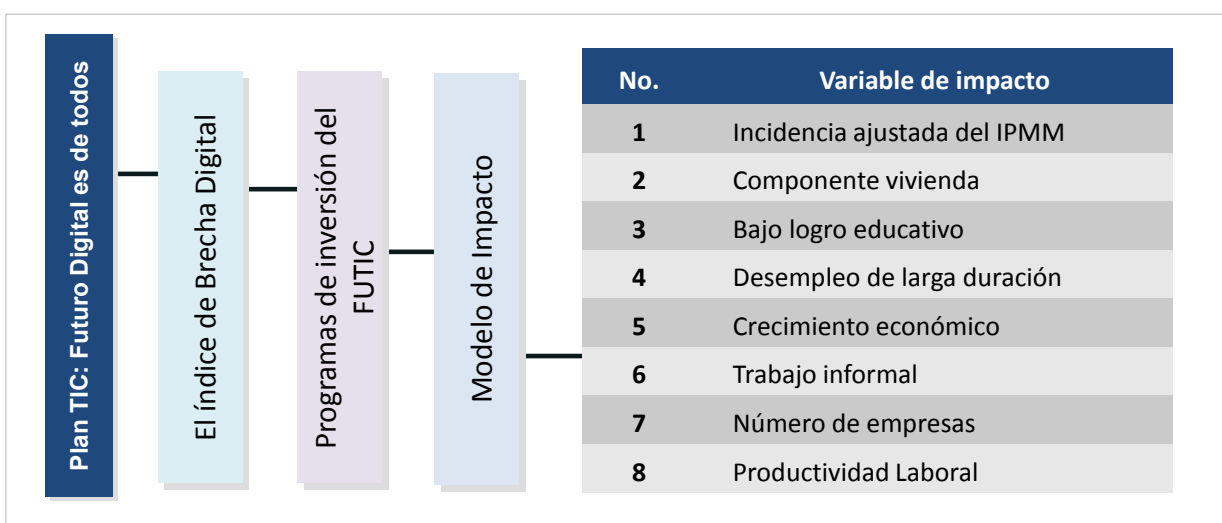 Plan TIC: Futuro Digital es de todos
El índice de Brecha Digital
Programas de inversión del
FUTIC
Modelo de Impacto
No. Variable de impacto
1 Incidencia ajustada del IPMM
2 Componente vivienda
3 Bajo logro educativo
4 Desempleo de larga duración
5 Crecimiento económico
6 Trabajo informal
7 Número de empresas
8 Productividad Laboral